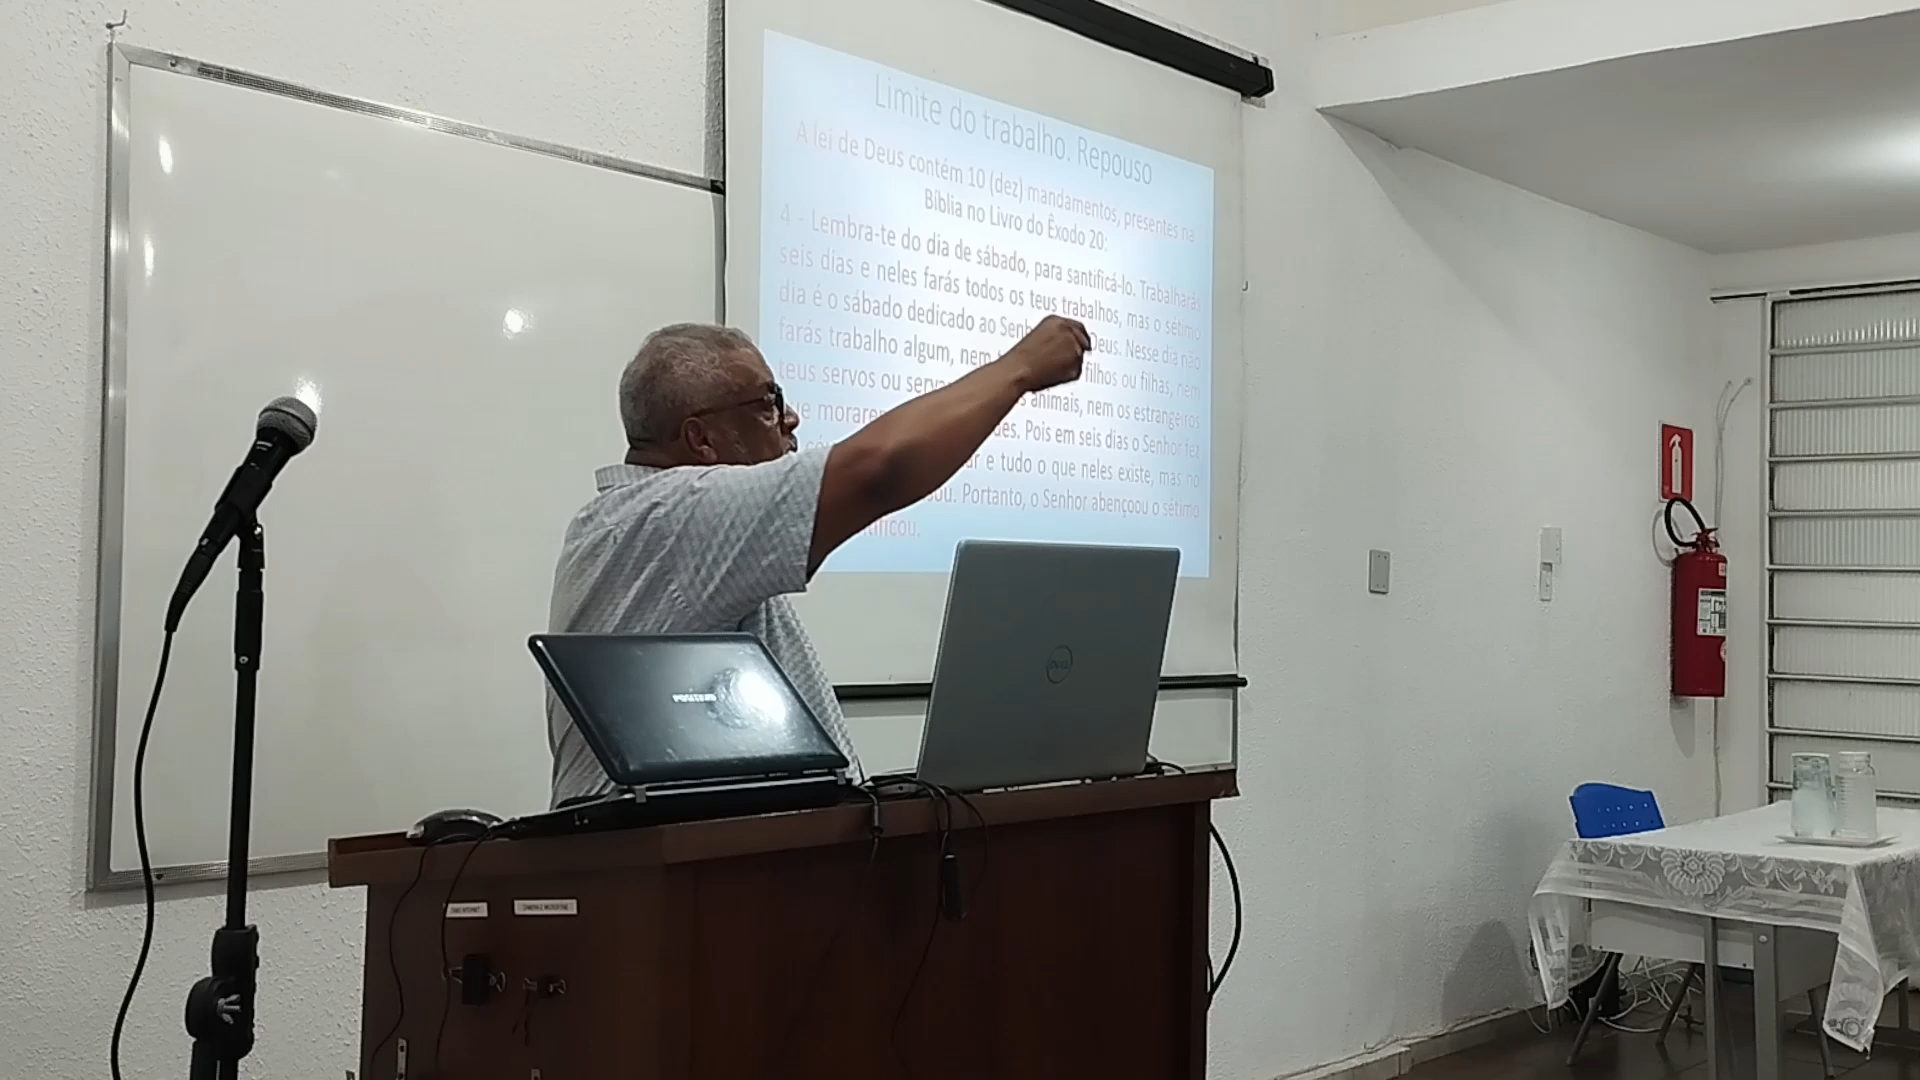 Limite do trabalho. Repouso
A lei de Deus contém 10 (dez) mandamentos, presentes na
Bíblia no Livro do Êxodo 20:
4 - Lembra-te do dia de sábado, para santificá-lo. Trabalharás
seis dias e neles farás todos os teus trabalhos, mas o sétimo
dia é o sábado dedicado ao Deus. Nesse dia não
farás trabalho algum, nem filhos ou filhas, nem
teus servos ou animais, nem os estrangeiros
Pois em seis dias o Senhor fez
e tudo o que neles existe, mas no
Portanto, o Senhor abençoou o sétimo
DELL